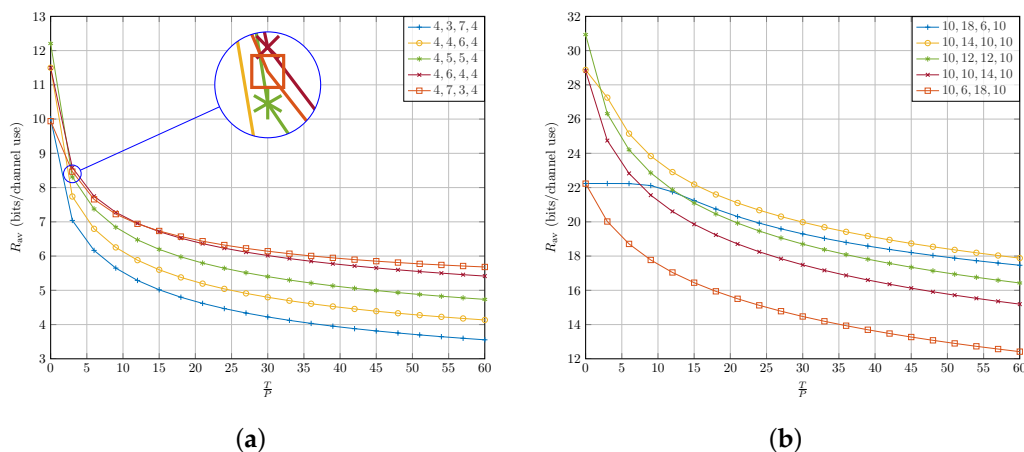 13
12
11
10
9
8
7
6
5
4
3
R_av (bits/channel use)
0 5 10 15 20 25 30 35 40 45 50 55 60
T/P
4, 3, 7, 4
4, 4, 6, 4
4, 5, 5, 4
4, 6, 4, 4
4, 7, 3, 4
(a)
32
30
28
26
24
22
20
18
16
14
12
R_av (bits/channel use)
0 5 10 15 20 25 30 35 40 45 50 55 60
T/P
10, 18, 6, 10
10, 14, 10, 10
10, 12, 12, 10
10, 10, 14, 10
10, 6, 18, 10
(b)